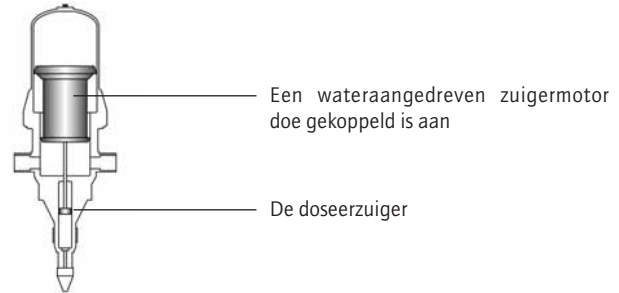 Een wateraangedreven zuigermotor
doe gekoppeld is aan
De doseerzuiger